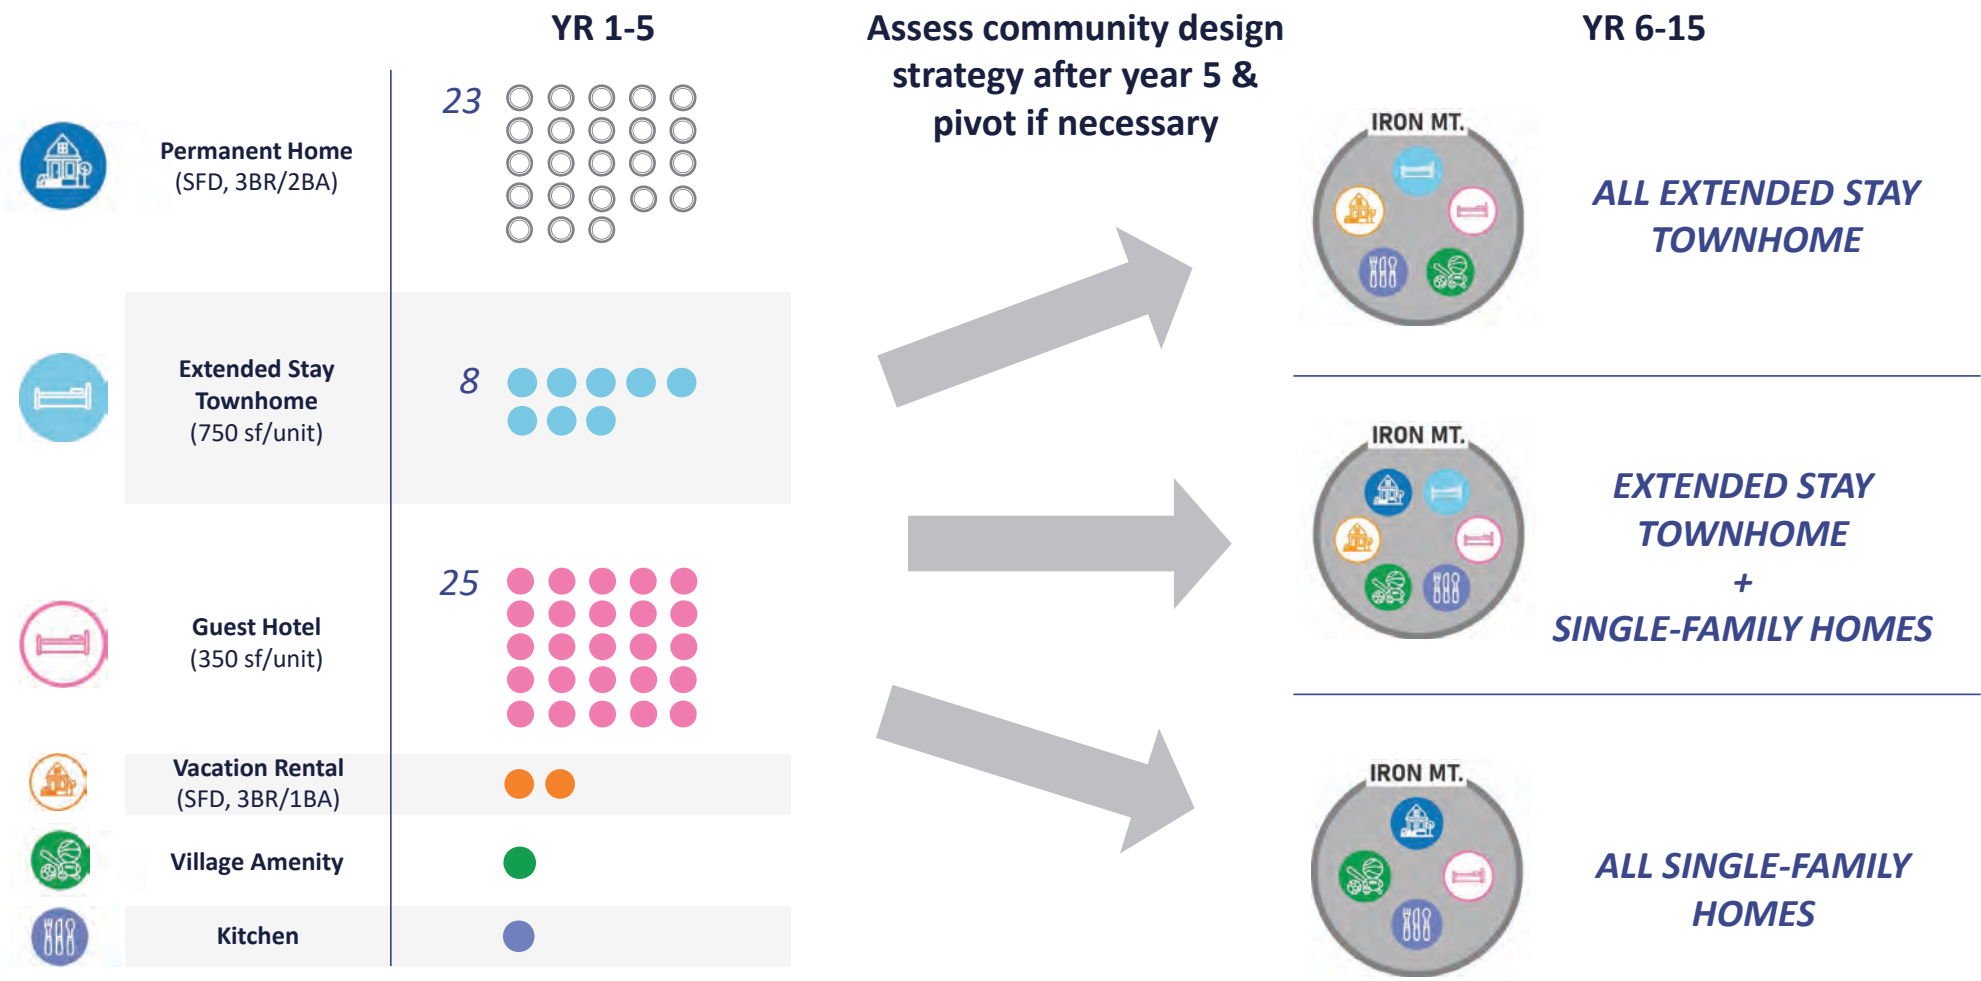 YR 1-5
Assess community design
strategy after year 5 &
pivot if necessary
YR 6-15
23
Permanent Home
(SFD, 3BR/2BA)
8
Extended Stay
Townhome
(750 sf/unit)
25
Guest Hotel
(350 sf/unit)
Vacation Rental
(SFD, 3BR/1BA)
Village Amenity
Kitchen
IRON MT.
ALL EXTENDED STAY
TOWNHOME
IRON MT.
EXTENDED STAY
TOWNHOME
+
SINGLE-FAMILY HOMES
IRON MT.
ALL SINGLE-FAMILY
HOMES